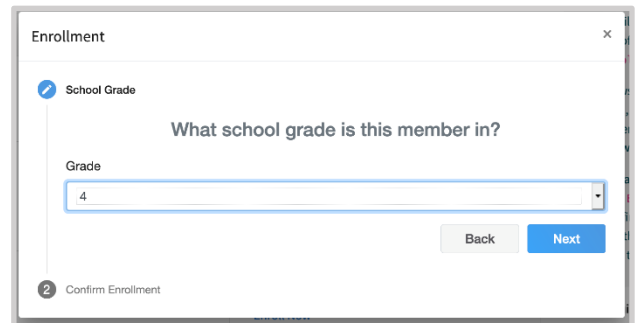 Enrollment
×
School Grade
What school grade is this member in?
Grade
4
Back Next
2 Confirm Enrollment